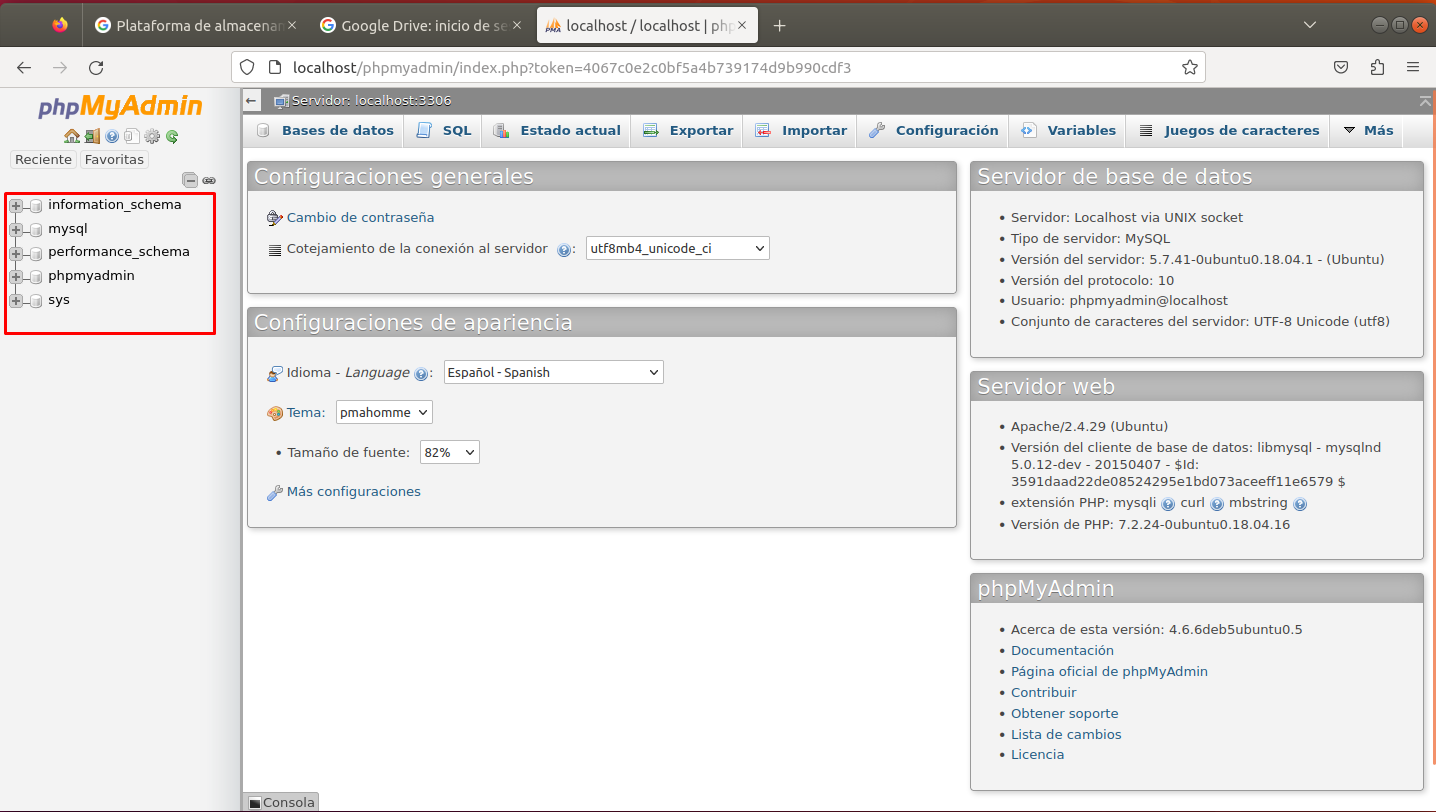 Plataforma de almacenam
Google Drive: inicio de se
localhost / localhost | php
localhost/phpmyadmin/index.php?token=4067c0e2c0bf5a4b739174d9b990cdf3
phpMyAdmin
Reciente Favoritas
information_schema
mysql
performance_schema
phpmyadmin
sys
Servidor: localhost:3306
Bases de datos SQL Estado actual Exportar Importar Configuración Variables Juegos de caracteres Más
Configuraciones generales
Cambio de contraseña
Cotejamiento de la conexión al servidor : utf8mb4_unicode_ci
Configuraciones de apariencia
Idioma - Language : Español - Spanish
Tema: pmahomme
• Tamaño de fuente: 82%
Más configuraciones
Servidor de base de datos
• Servidor: Localhost via UNIX socket
• Tipo de servidor: MySQL
• Versión del servidor: 5.7.41-0ubuntu0.18.04.1 - (Ubuntu)
• Versión del protocolo: 10
• Usuario: phpmyadmin@localhost
• Conjunto de caracteres del servidor: UTF-8 Unicode (utf8)
Servidor web
• Apache/2.4.29 (Ubuntu)
• Versión del cliente de base de datos: libmysql - mysqlnd
5.0.12-dev - 20150407 - $Id:
3591daad22de08524295e1bd073aceeff11e6579 $
• extensión PHP: mysqli curl mbstring
• Versión de PHP: 7.2.24-0ubuntu0.18.04.16
phpMyAdmin
• Acerca de esta versión: 4.6.6deb5ubuntu0.5
• Documentación
• Página oficial de phpMyAdmin
• Contribuir
• Obtener soporte
• Lista de cambios
• Licencia
Consola